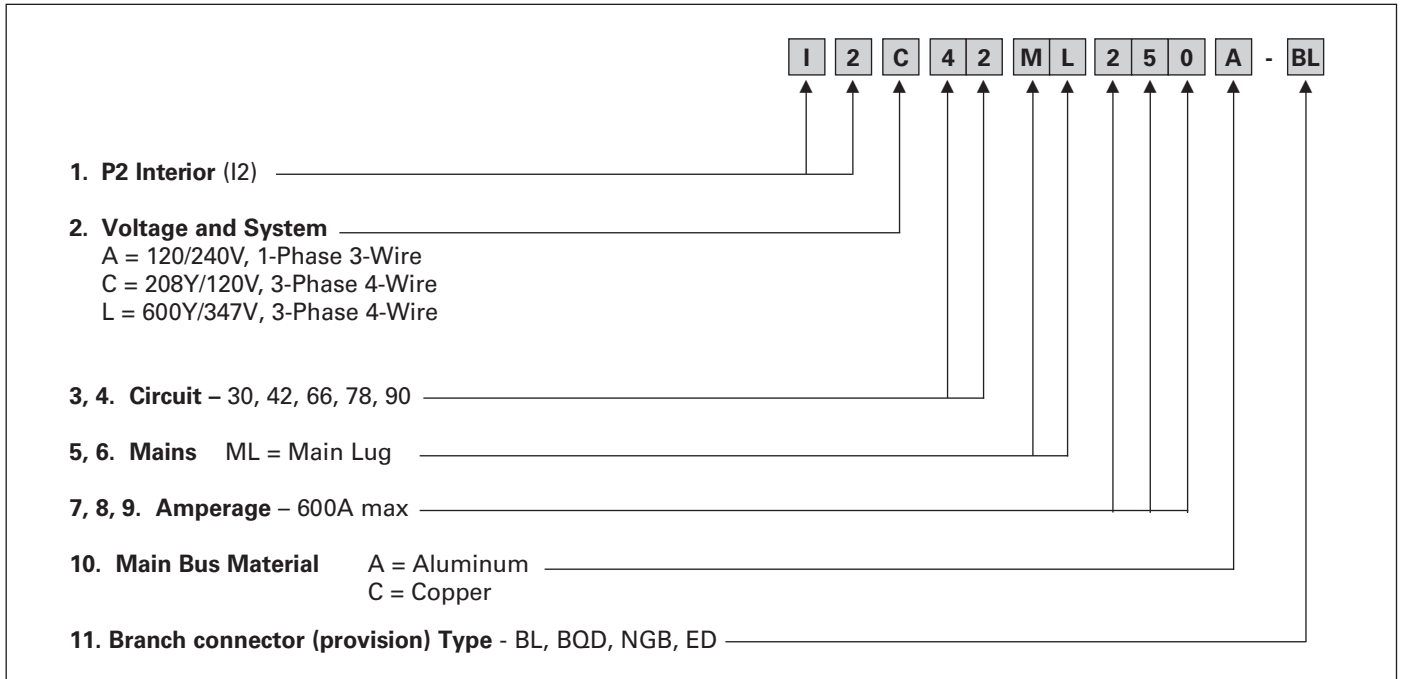 I 2 C 4 2 M L 2 5 0 A - BL
1. P2 Interior (I2)
2. Voltage and System
A = 120/240V, 1-Phase 3-Wire
C = 208Y/120V, 3-Phase 4-Wire
L = 600Y/347V, 3-Phase 4-Wire
3, 4. Circuit – 30, 42, 66, 78, 90
5, 6. Mains ML = Main Lug
7, 8, 9. Amperage – 600A max
10. Main Bus Material A = Aluminum
C = Copper
11. Branch connector (provision) Type - BL, BQD, NGB, ED